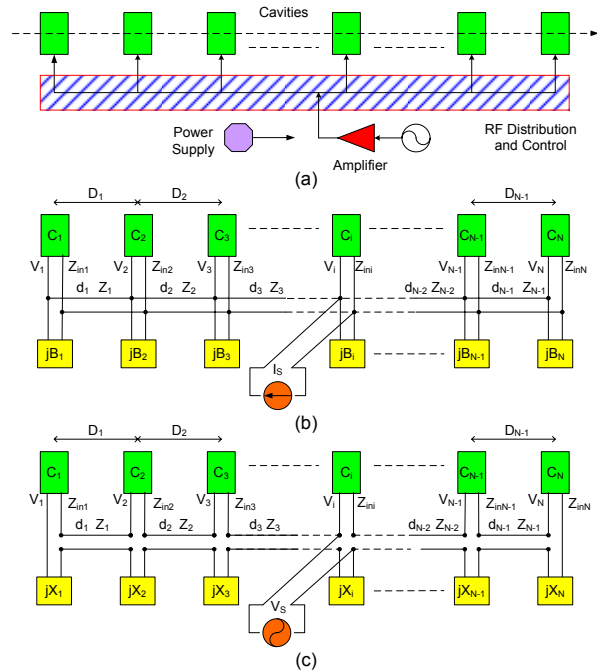 Cavities
Power Supply
Amplifier
RF Distribution and Control
(a)
D1 D2 DN-1
C1 C2 C3 Ci CN-1 CN
V1 Zin1 V2 Zin2 V3 Zin3 Vi Zini VN-1 ZinN-1 VN ZinN
d1 Z1 d2 Z2 d3 Z3 dN-2 ZN-2 dN-1 ZN-1
jB1 jB2 jB3 jBi jBN-1 jBN
IS
(b)
D1 D2 DN-1
C1 C2 C3 Ci CN-1 CN
V1 Zin1 V2 Zin2 V3 Zin3 Vi Zini VN-1 ZinN-1 VN ZinN
d1 Z1 d2 Z2 d3 Z3 dN-2 ZN-2 dN-1 ZN-1
jX1 jX2 jX3 jXi jXN-1 jXN
VS
(c)